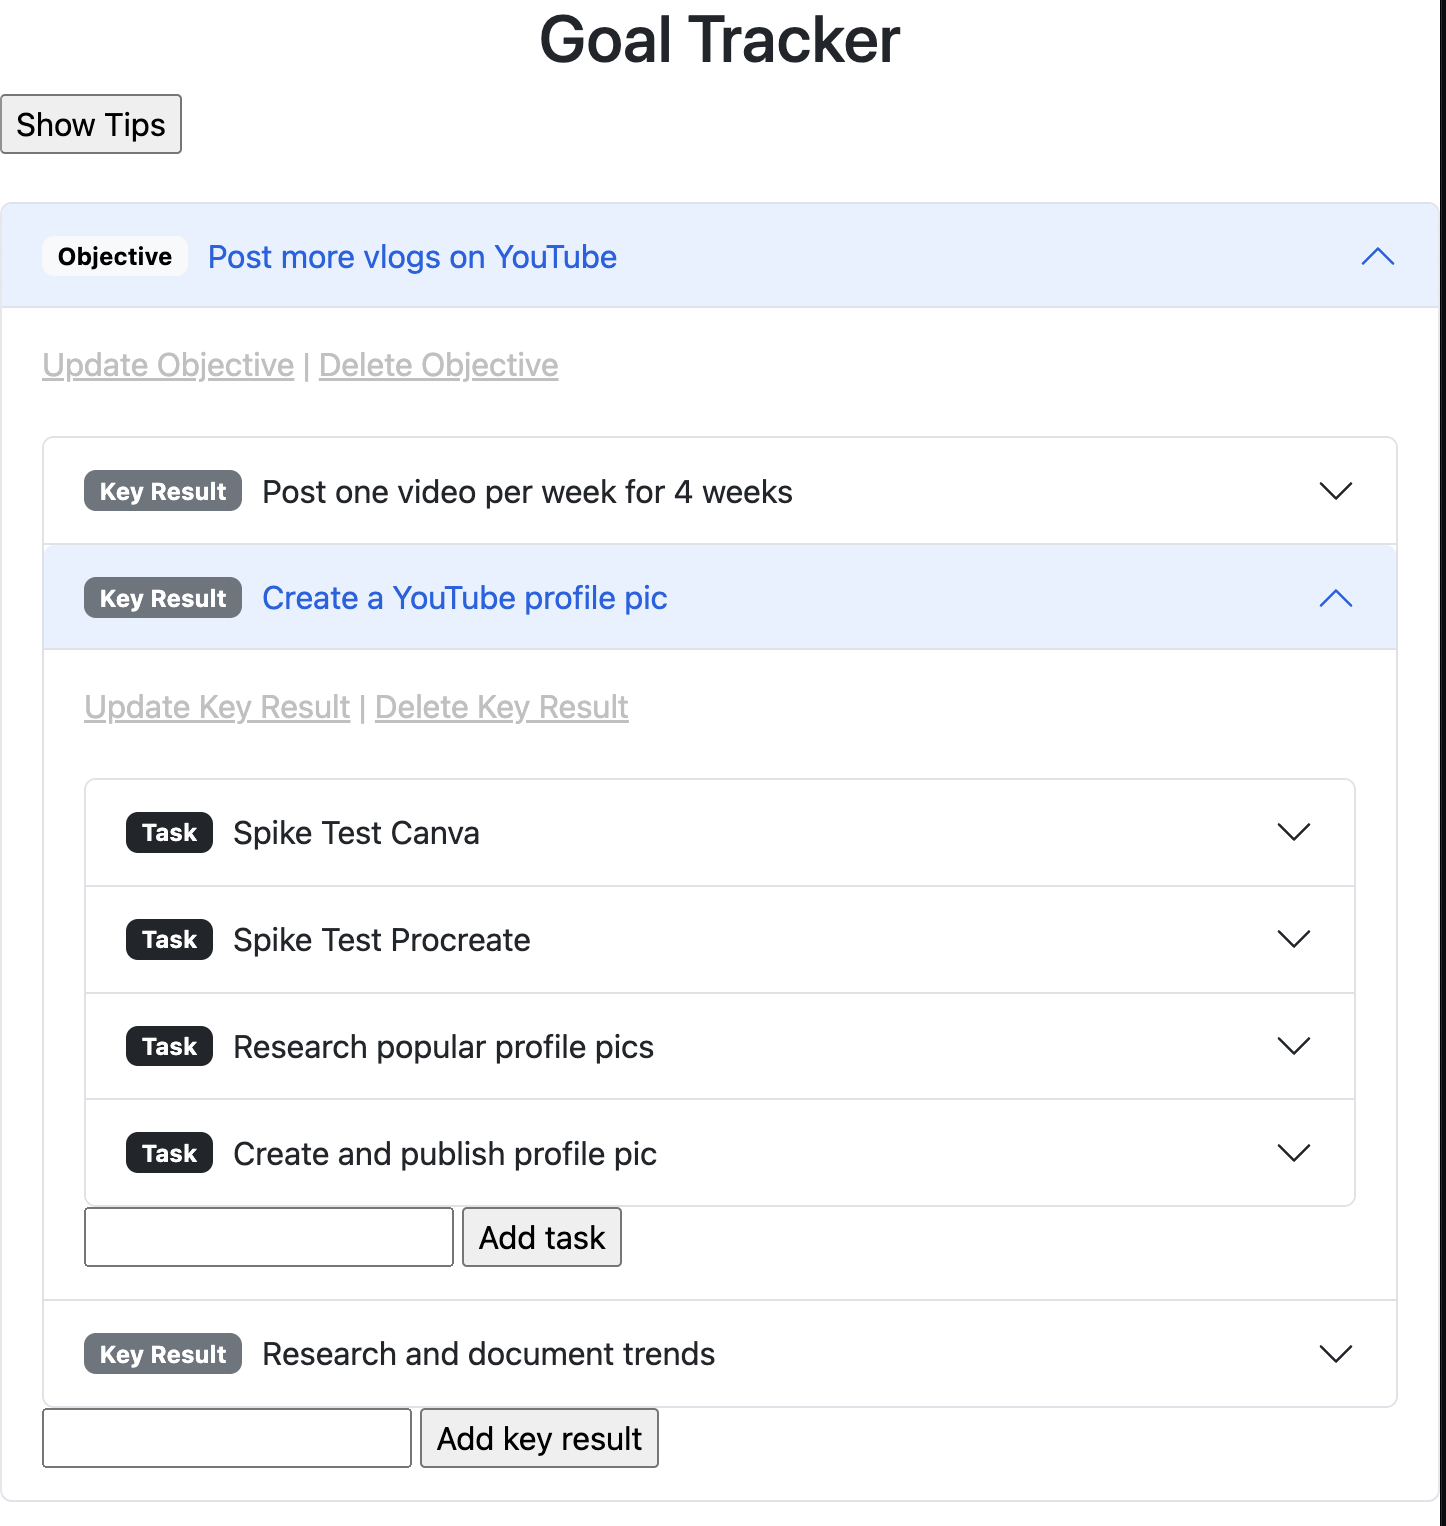 Goal Tracker
Show Tips
Objective Post more vlogs on YouTube
Update Objective | Delete Objective
Key Result Post one video per week for 4 weeks
Key Result Create a YouTube profile pic
Update Key Result | Delete Key Result
Task Spike Test Canva
Task Spike Test Procreate
Task Research popular profile pics
Task Create and publish profile pic
Add task
Key Result Research and document trends
Add key result